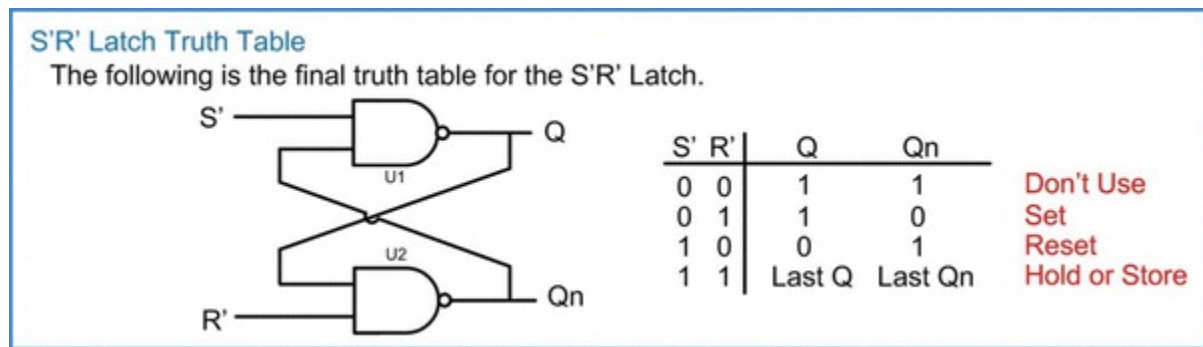 S'R' Latch Truth Table
The following is the final truth table for the S'R' Latch.
S'
Q
U1
U2
Qn
R'
S' R' Q Qn
0 0 1 1 Don't Use
0 1 1 0 Set
1 0 0 1 Reset
1 1 Last Q Last Qn Hold or Store